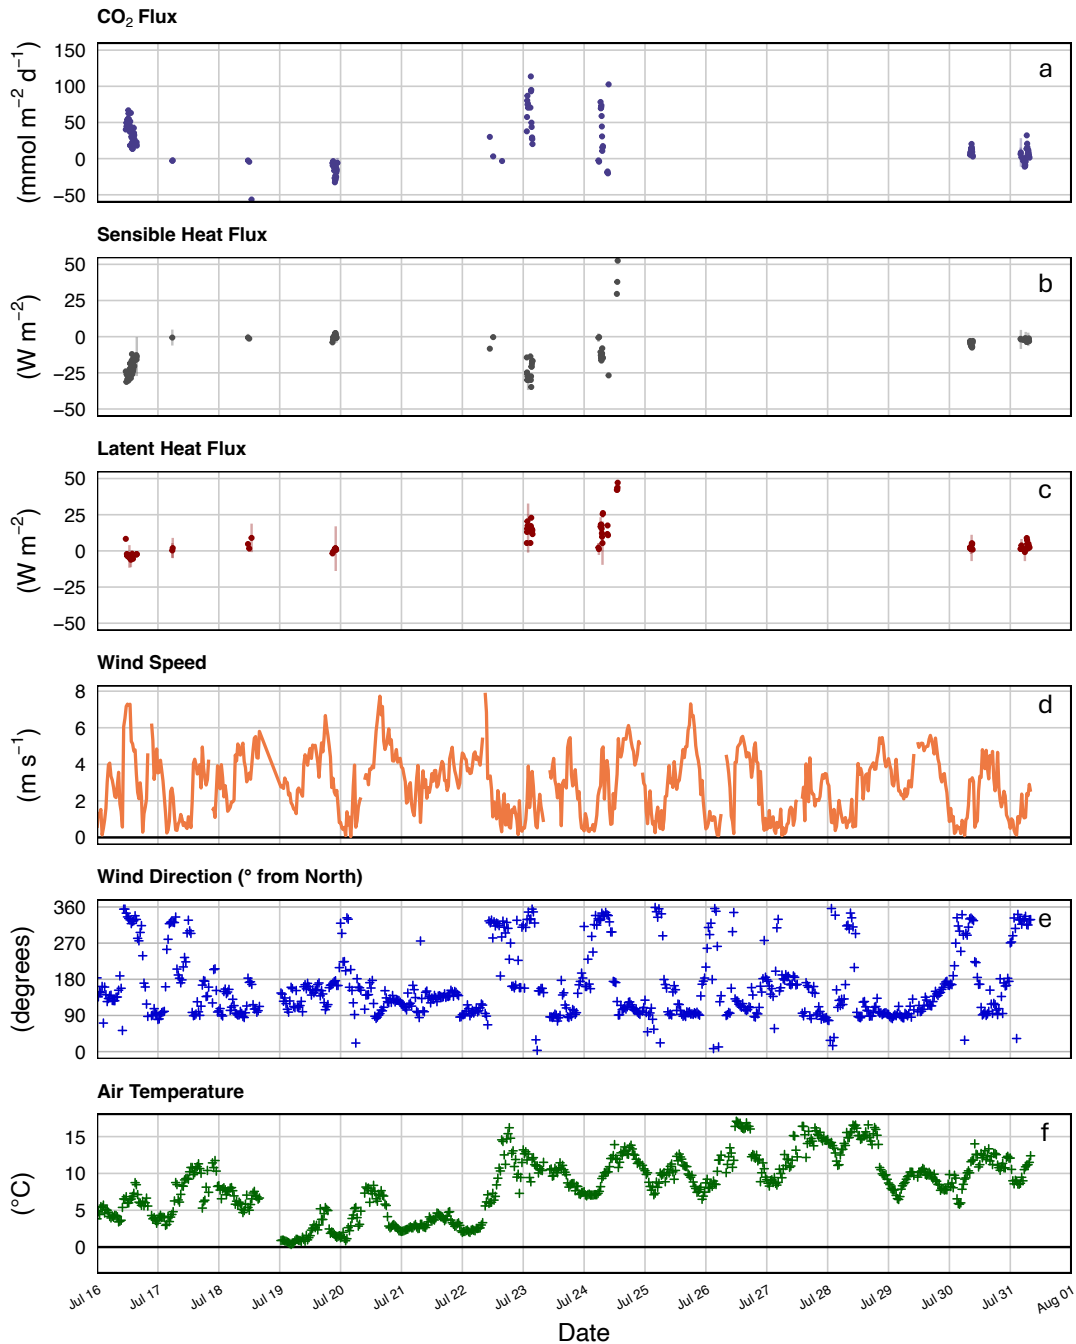 CO₂ Flux
a
150
100
50
0
−50
(mmol m⁻² d⁻¹)
Sensible Heat Flux
b
50
25
0
−25
−50
(W m⁻²)
Latent Heat Flux
c
50
25
0
−25
−50
(W m⁻²)
Wind Speed
d
8
6
4
2
0
(m s⁻¹)
Wind Direction (° from North)
e
360
270
180
90
0
(degrees)
Air Temperature
f
15
10
5
0
(°C)
Jul 16 Jul 17 Jul 18 Jul 19 Jul 20 Jul 21 Jul 22 Jul 23 Jul 24 Jul 25 Jul 26 Jul 27 Jul 28 Jul 29 Jul 30 Jul 31 Aug 01
Date